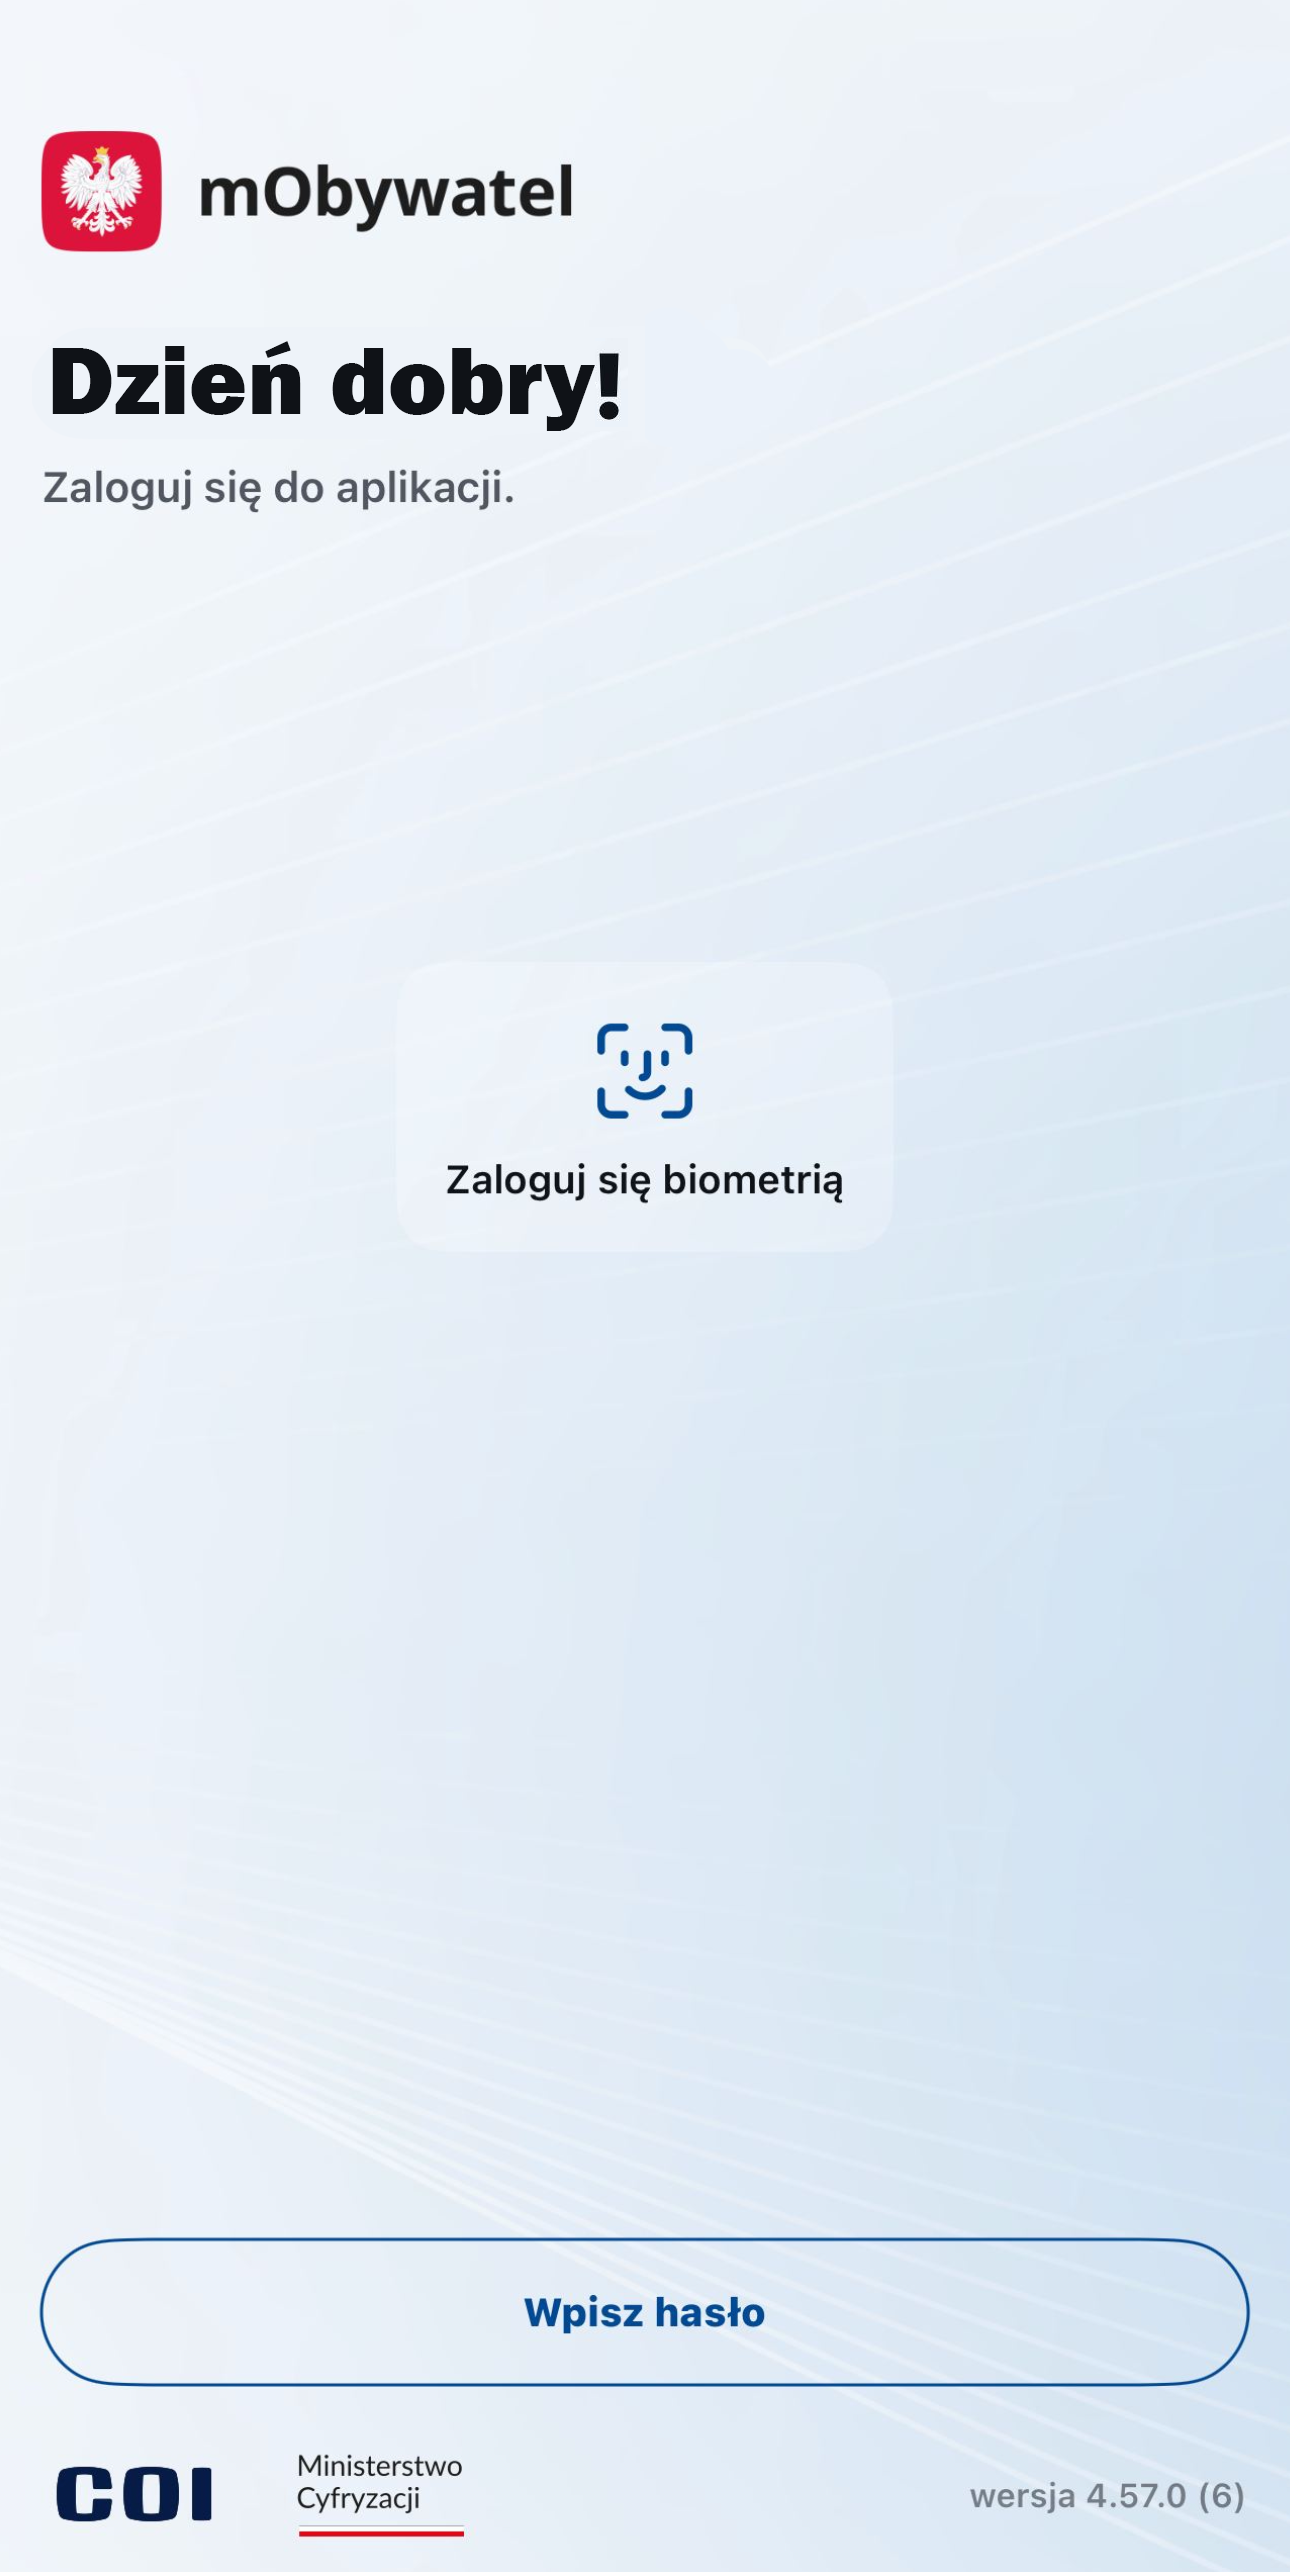 mObywatel
Dzień dobry!
Zaloguj się do aplikacji.
Zaloguj się biometrią
Wpisz hasło
COI
Ministerstwo
Cyfryzacji
wersja 4.57.0 (6)